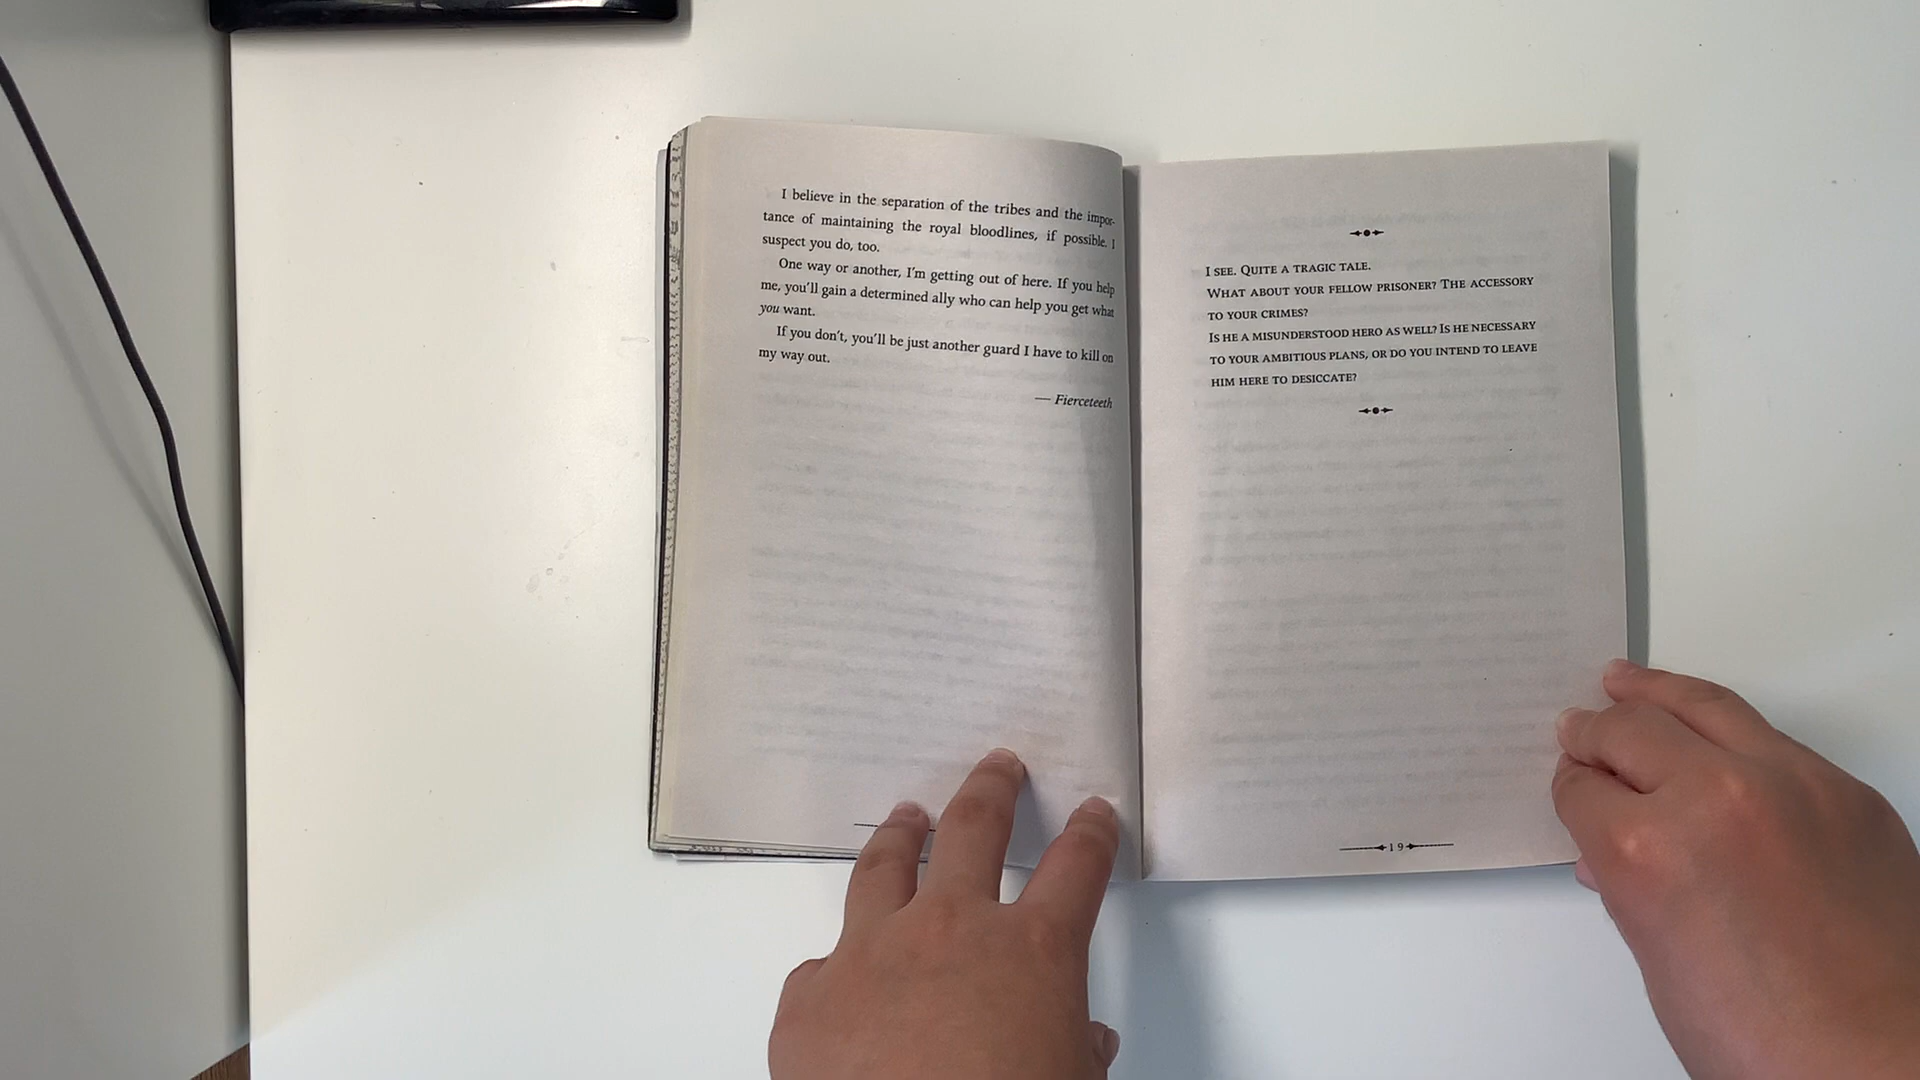 I believe in the separation of the tribes and the impor-
tance of maintaining the royal bloodlines, if possible. I
suspect you do, too.
One way or another, I'm getting out of here. If you help
me, you'll gain a determined ally who can help you get what
you want.
If you don't, you'll be just another guard I have to kill on
my way out.
— Fierceteeth
I SEE. QUITE A TRAGIC TALE.
WHAT ABOUT YOUR FELLOW PRISONER? THE ACCESSORY
TO YOUR CRIMES?
IS HE A MISUNDERSTOOD HERO AS WELL? IS HE NECESSARY
TO YOUR AMBITIOUS PLANS, OR DO YOU INTEND TO LEAVE
HIM HERE TO DESICCATE?
19